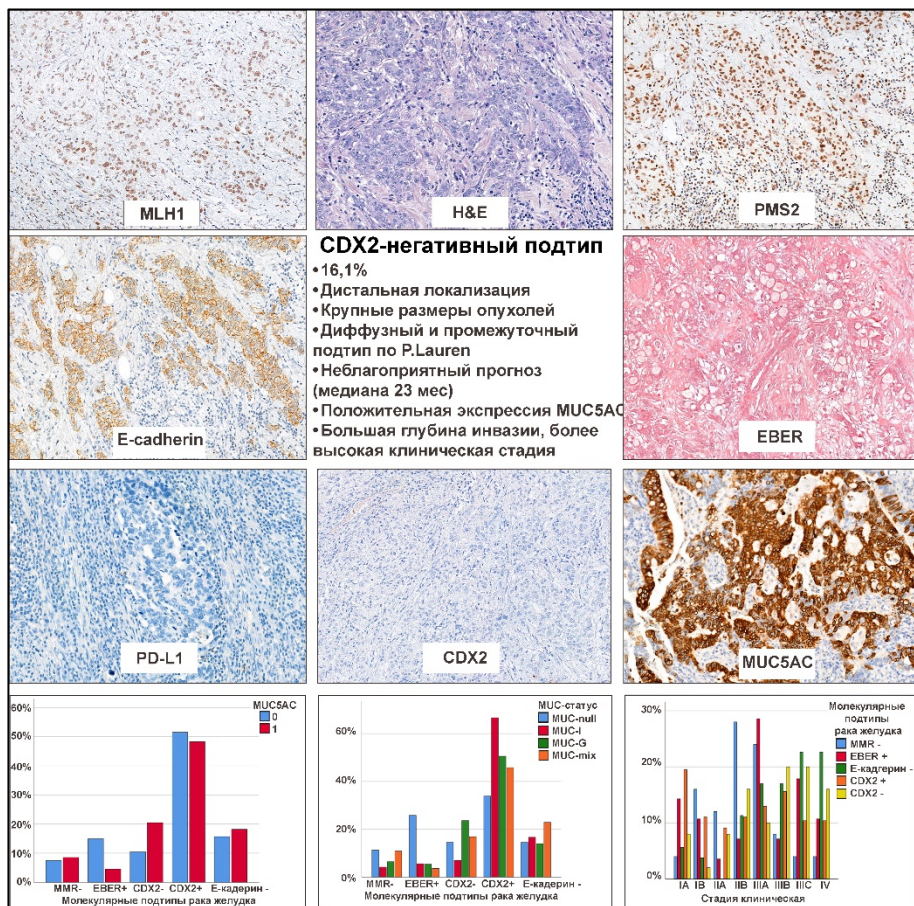 MLH1
H&E
PMS2
E-cadherin
CDX2-негативный подтип
•16,1%
•Дистальная локализация
•Крупные размеры опухолей
•Диффузный и промежуточный
подтип по P.Lauren
•Неблагоприятный прогноз
(медиана 23 мес)
•Положительная экспрессия MUC5AC
•Большая глубина инвазии, более
высокая клиническая стадия
EBER
PD-L1
CDX2
MUC5AC
60%
50%
40%
30%
20%
10%
0%
MUC5AC
0
1
MMR- EBER+ CDX2- CDX2+ Е-кадерин -
Молекулярные подтипы рака желудка
60%
40%
20%
0%
MUC-статус
MUC-null
MUC-I
MUC-G
MUC-mix
MMR- EBER+ CDX2- CDX2+ Е-кадерин -
Молекулярные подтипы рака желудка
30%
20%
10%
0%
Молекулярные
подтипы
рака желудка
MMR -
EBER +
Е-кадгерин -
CDX2 +
CDX2 -
IA IB IIA IIB IIIA IIIB IIIC IV
Стадия клиническая